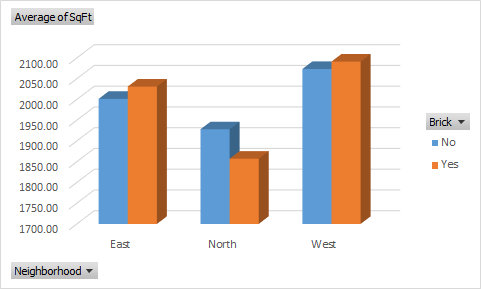 Average of SqFt
2100.00
2050.00
2000.00
1950.00
1900.00
1850.00
1800.00
1750.00
1700.00
East North West
Brick
No
Yes
Neighborhood